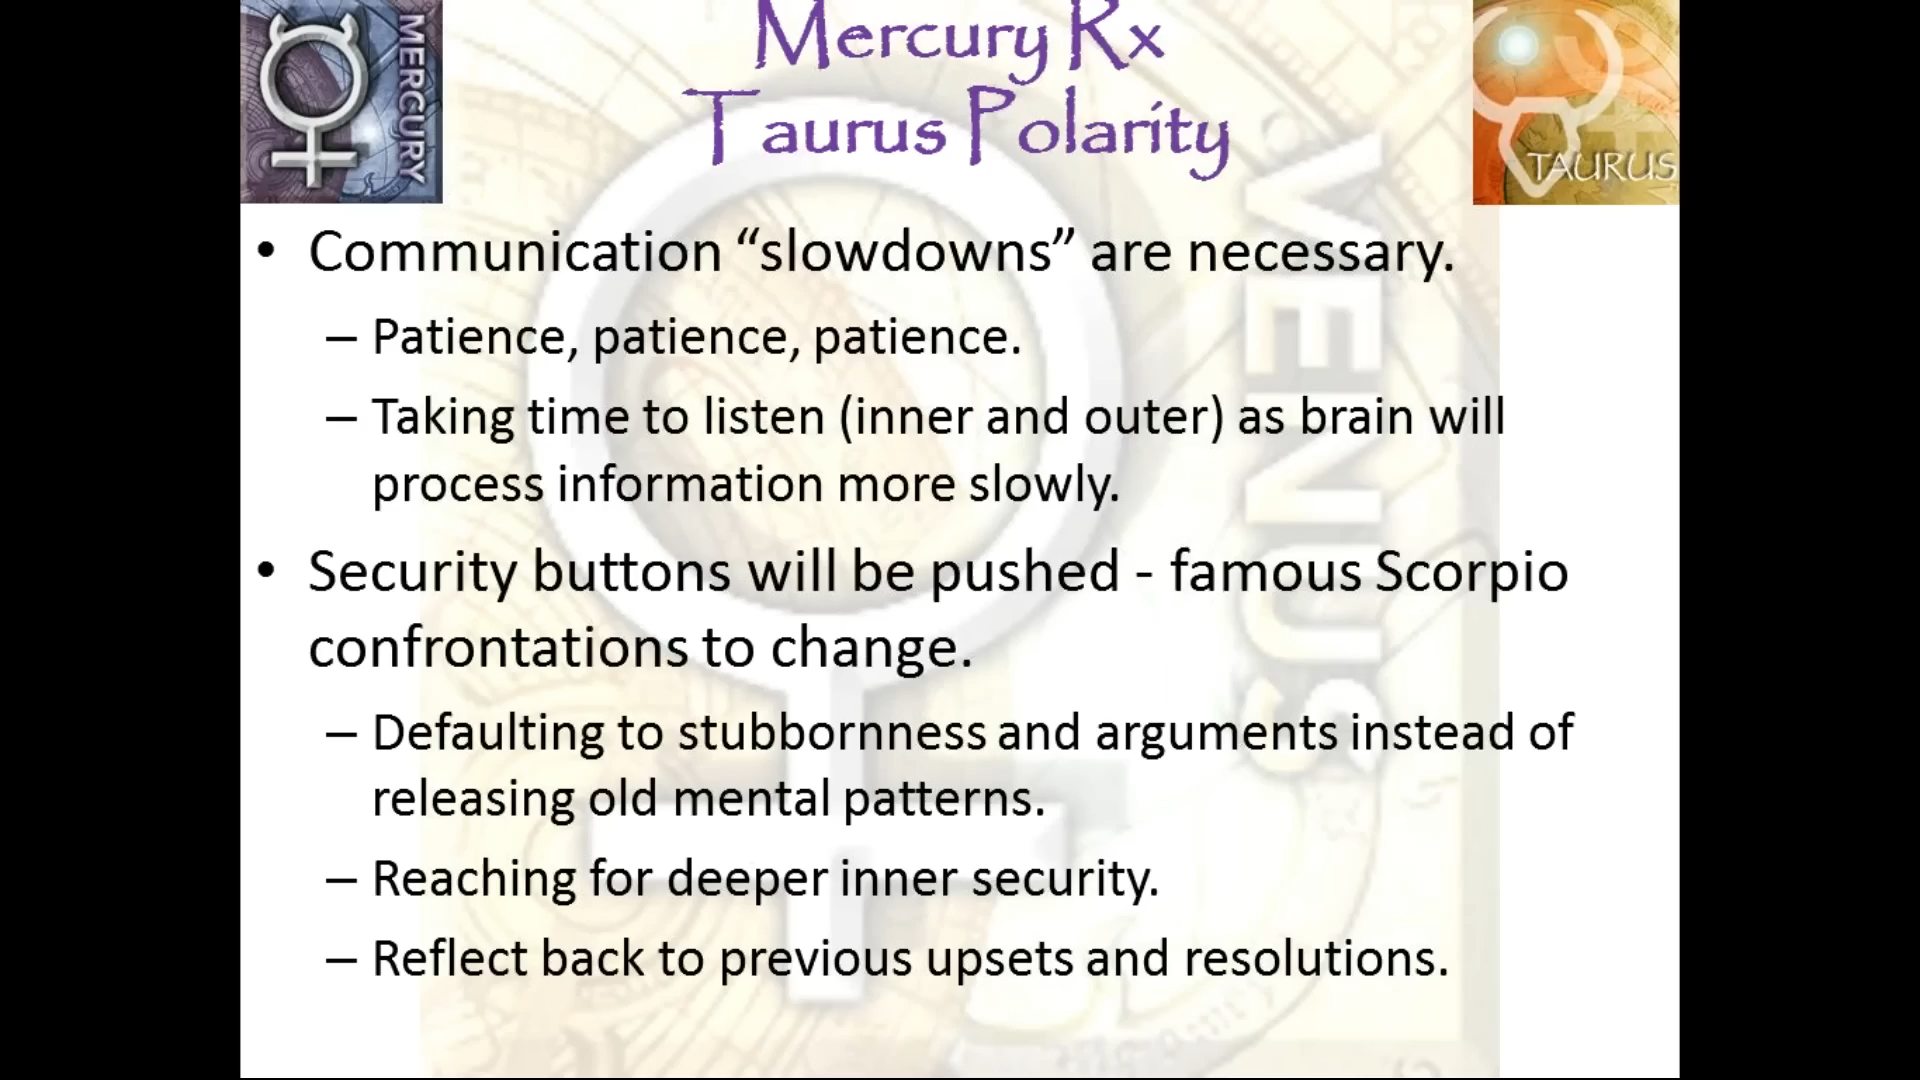 MERCURY
Mercury Rx
Taurus Polarity
TAURUS
VENUS
• Communication “slowdowns” are necessary.
– Patience, patience, patience.
– Taking time to listen (inner and outer) as brain will
process information more slowly.
• Security buttons will be pushed - famous Scorpio
confrontations to change.
– Defaulting to stubbornness and arguments instead of
releasing old mental patterns.
– Reaching for deeper inner security.
– Reflect back to previous upsets and resolutions.